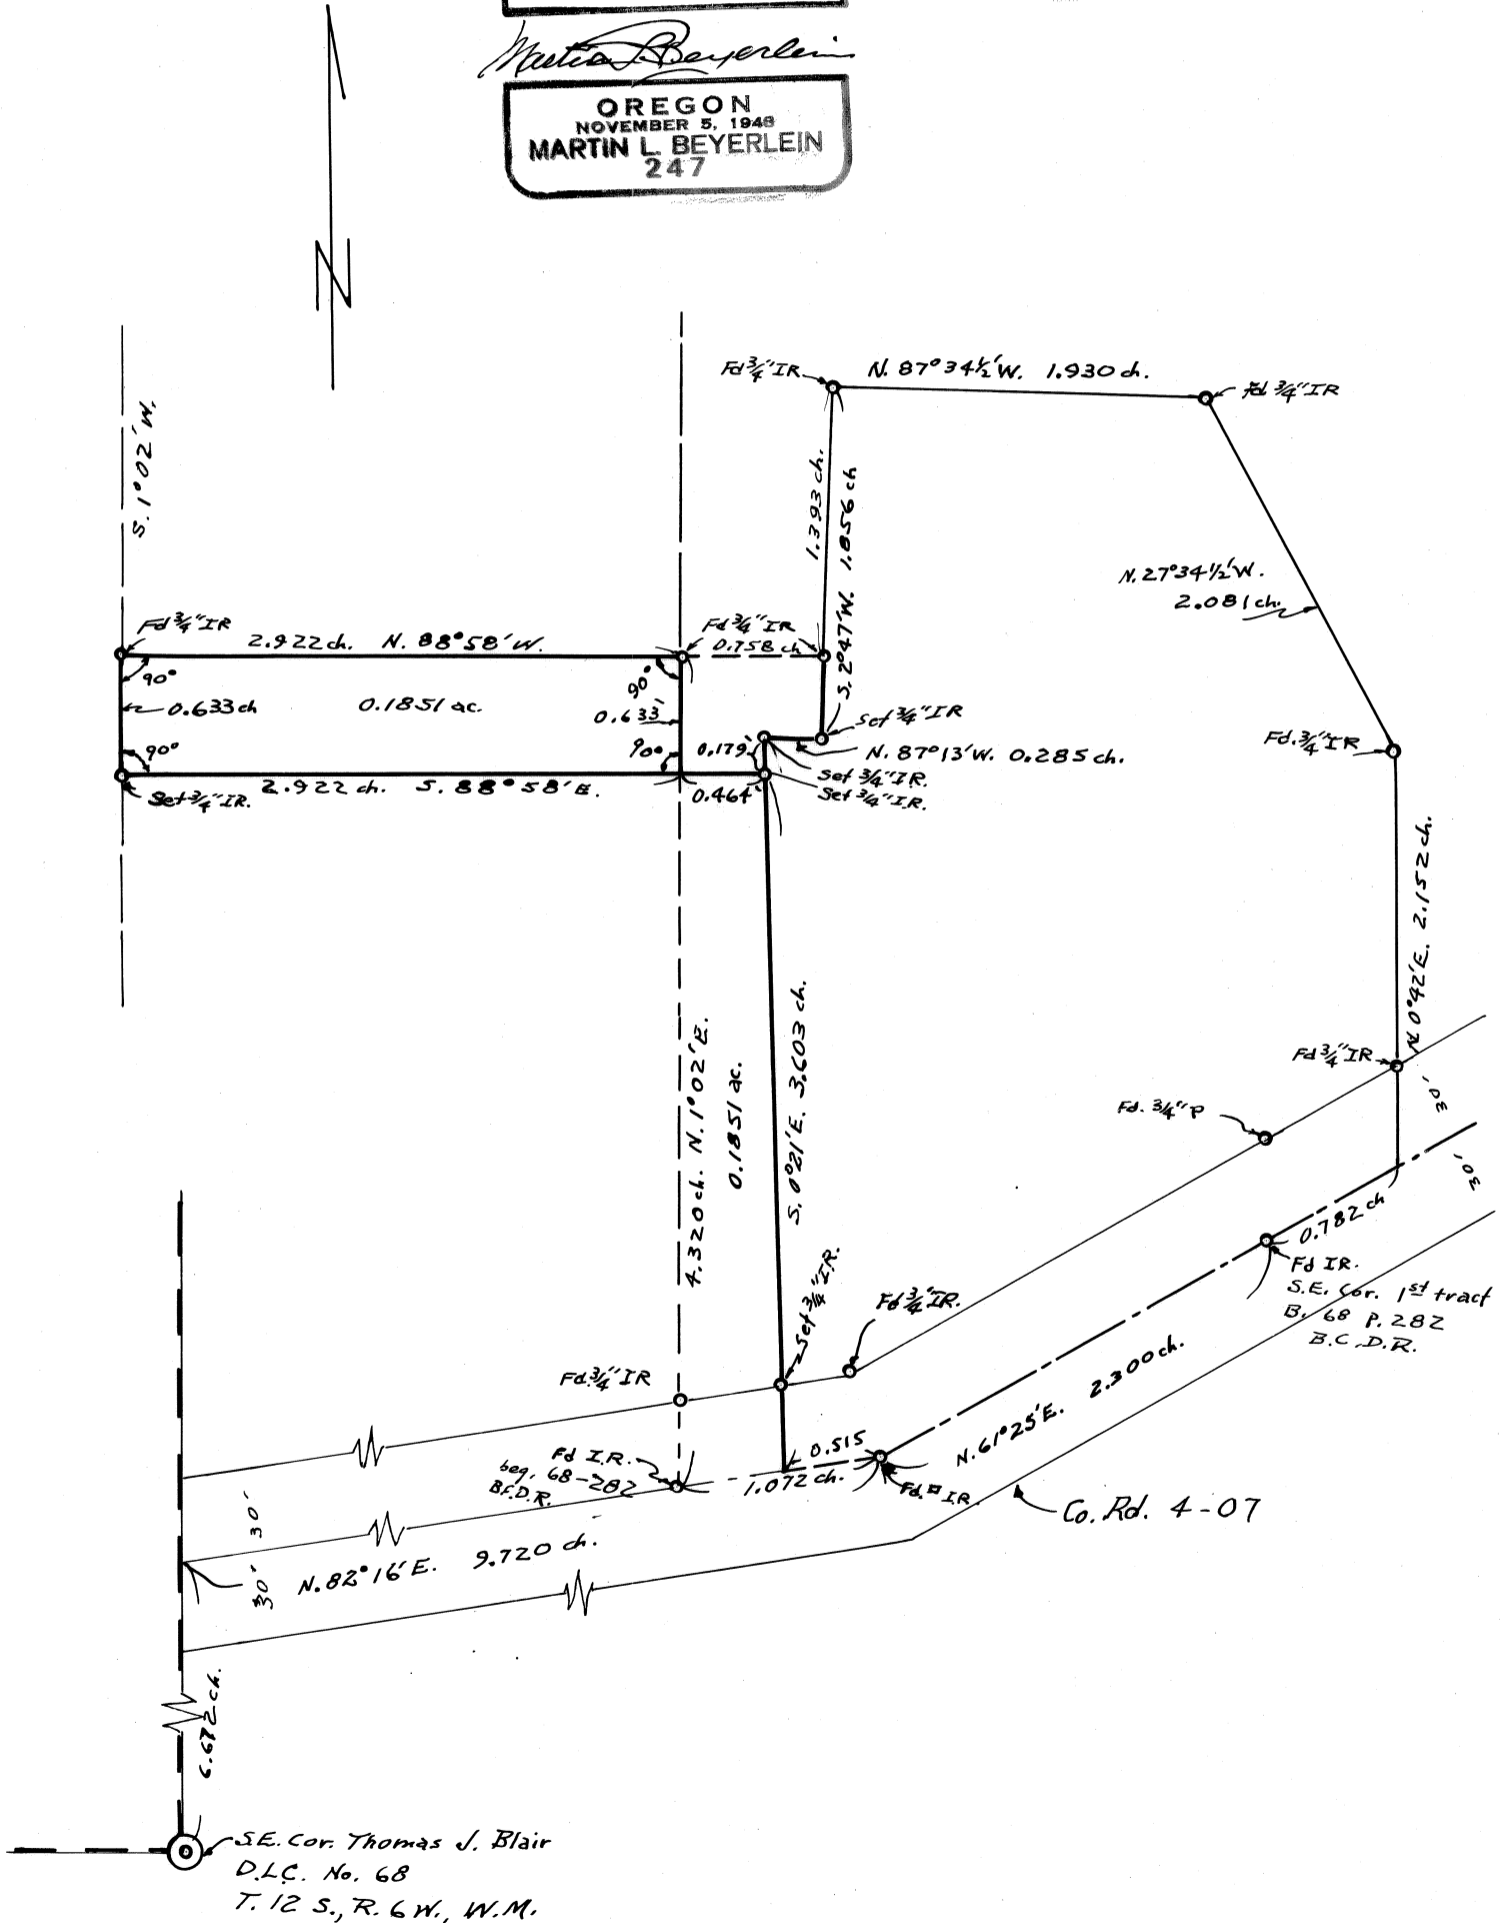 Martin L. Beyerlein
OREGON
NOVEMBER 5, 1948
MARTIN L. BEYERLEIN
247
N
S. 1°02'W.
Fd 3/4" IR
N. 87°34½'W. 1.930 ch.
Fd 3/4" IR
1.393 ch.
S. 2°47'W. 1.856 ch
N. 27°34½'W.
2.081 ch.
Fd 3/4" IR
2.922 ch. N. 88°58'W.
Fd 3/4" IR
0.758 ch
90°
90°
0.633 ch
0.1851 ac.
0.633'
Set 3/4" IR
90°
90°
0.179'
N. 87°13'W. 0.285 ch.
Fd. 3/4" IR
Set 3/4" IR.
2.922 ch. S. 88°58'E.
0.464'
Set 3/4" IR.
Set 3/4" I.R.
N 0°42'E. 2.152 ch.
4.320 ch. N. 1°02'E.
0.1851 ac.
S. 0°21'E. 3.603 ch.
Fd 3/4" IR
30'
Fd. 3/4" P
30'
0.782 ch
Fd IR.
S.E. Cor. 1st tract
B. 68 P. 282
B.C.D.R.
Set 3/4" I.R.
Fd 3/4" IR.
Fd. 3/4" IR
2.300 ch.
N. 61°25'E.
Fd I.R.
beg. 68-282
0.515
1.072 ch.
Fd. I.R.
Co. Rd. 4-07
30'
30'
N. 82°16'E. 9.720 ch.
6.672 ch.
S.E. Cor. Thomas J. Blair
D.L.C. No. 68
T. 12 S., R. 6 W., W.M.